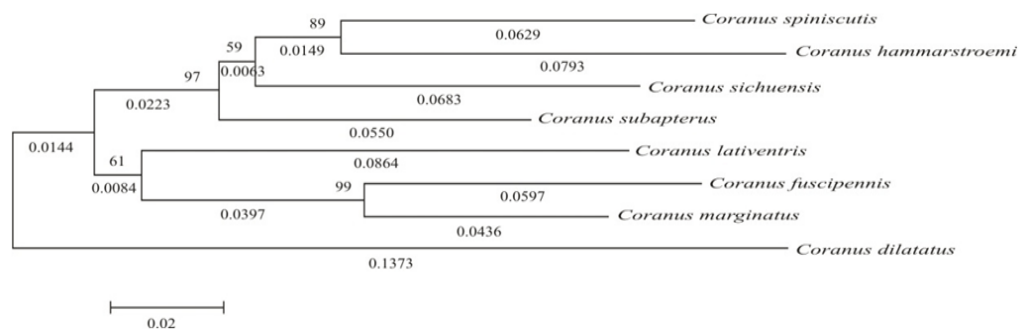 89
Coranus spiniscutis
0.0629
59
0.0149
Coranus hammarstroemi
0.0793
97
0.0063
Coranus sichuensis
0.0683
0.0223
Coranus subapterus
0.0550
0.0144
61
Coranus lativentris
0.0864
0.0084
99
Coranus fuscipennis
0.0597
0.0397
Coranus marginatus
0.0436
Coranus dilatatus
0.1373
0.02